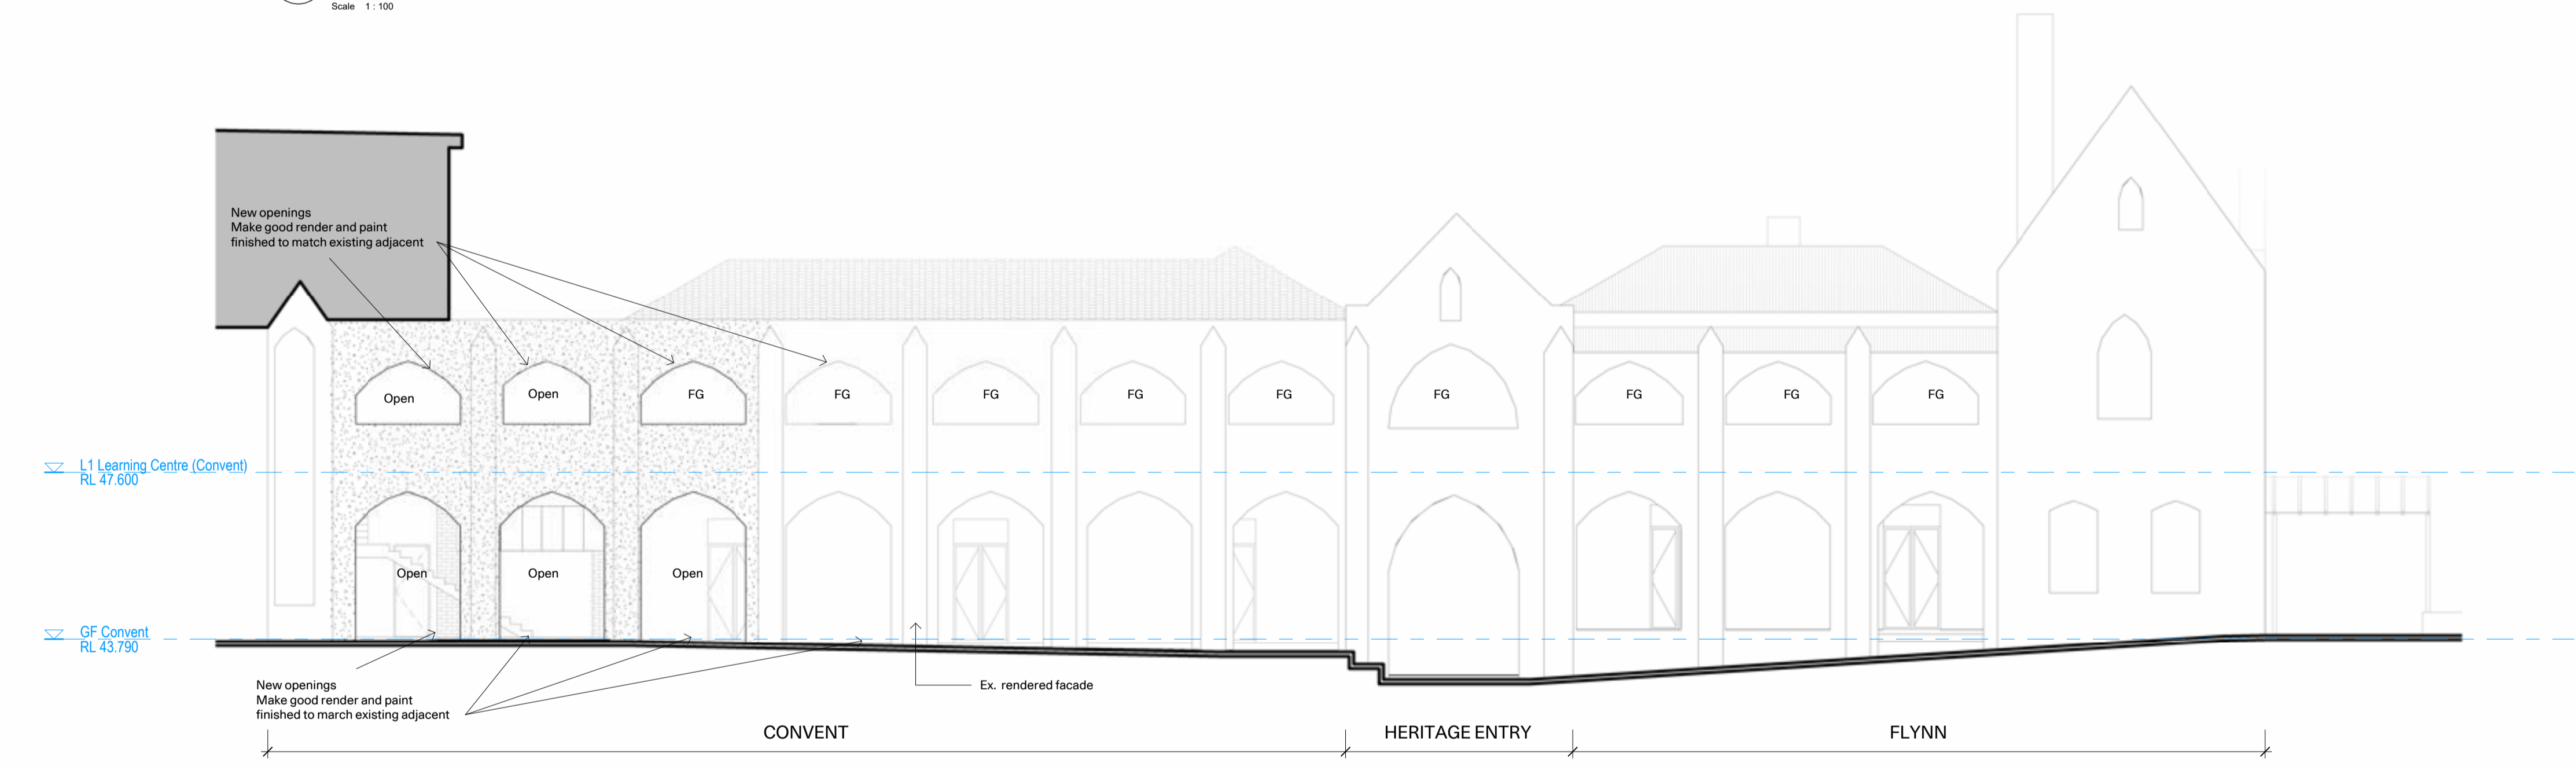 Scale 1 : 100
New openings
Make good render and paint
finished to match existing adjacent
Open
Open
FG
FG
FG
FG
FG
FG
FG
FG
FG
L1 Learning Centre (Convent)
RL 47.600
Open
Open
Open
GF Convent
RL 43.790
New openings
Make good render and paint
finished to march existing adjacent
Ex. rendered facade
CONVENT
HERITAGE ENTRY
FLYNN